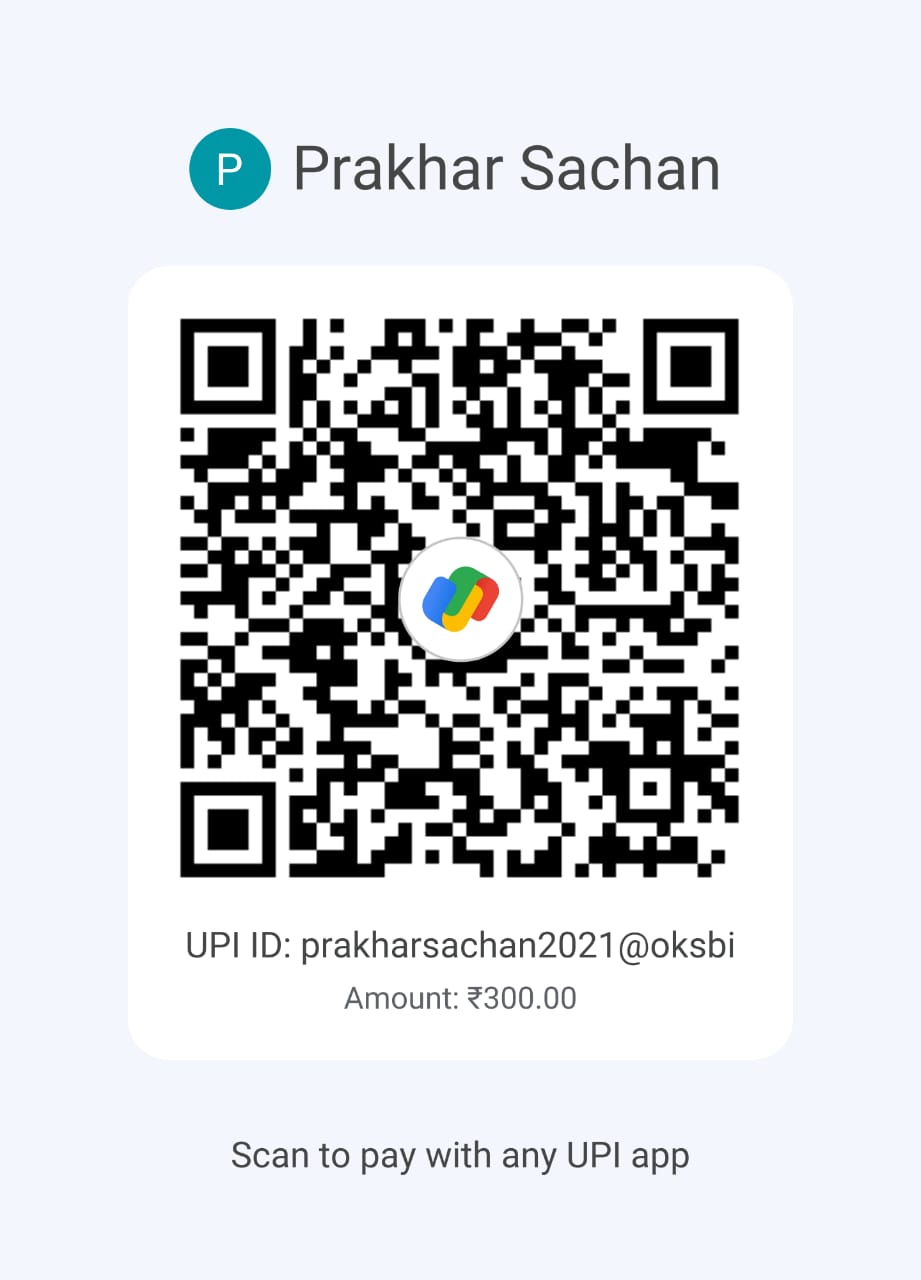 P Prakhar Sachan
UPI ID: prakharsachan2021@oksbi
Amount: ₹300.00
Scan to pay with any UPI app